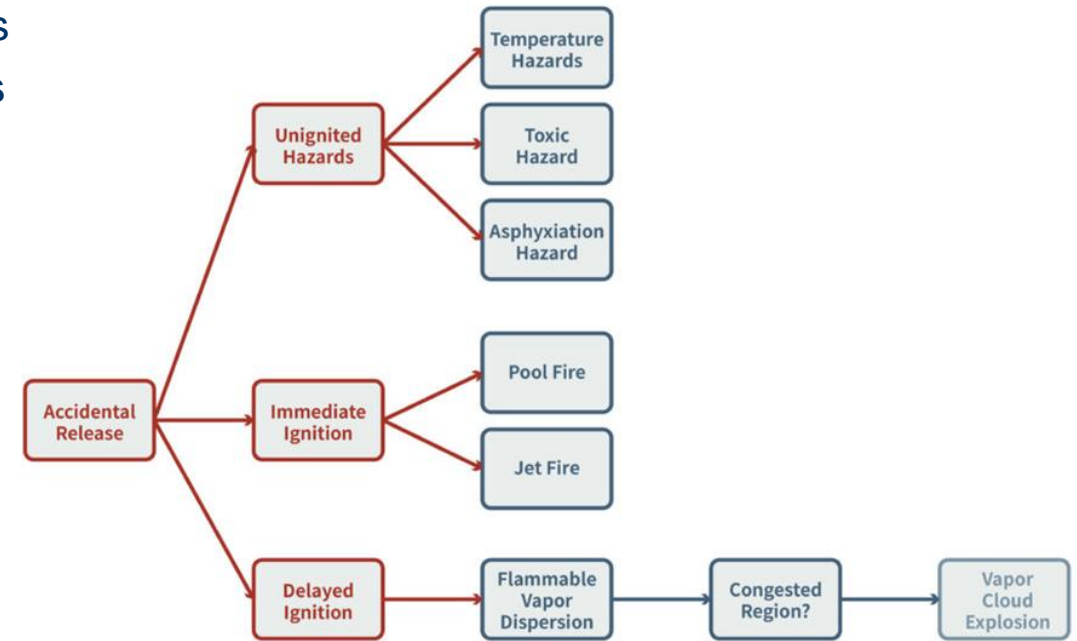 s
s
Temperature
Hazards
Unignited
Hazards
Toxic
Hazard
Asphyxiation
Hazard
Pool Fire
Accidental
Release
Immediate
Ignition
Jet Fire
Delayed
Ignition
Flammable
Vapor
Dispersion
Congested
Region?
Vapor
Cloud
Explosion